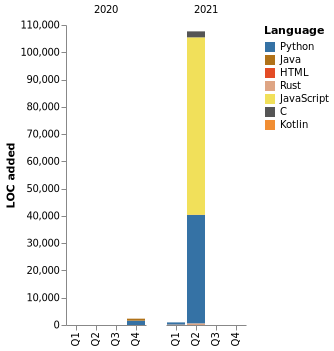 2020 2021
Language
Python
Java
HTML
Rust
JavaScript
C
Kotlin
LOC added
110,000
100,000
90,000
80,000
70,000
60,000
50,000
40,000
30,000
20,000
10,000
0
Q1 Q2 Q3 Q4 Q1 Q2 Q3 Q4